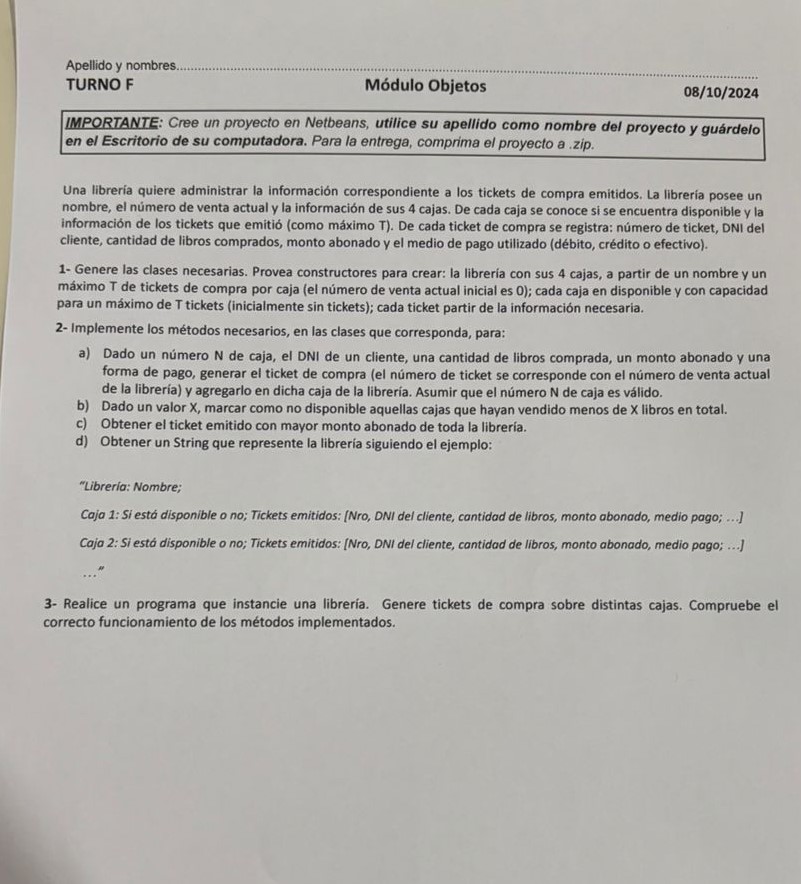 Apellido y nombres....................................................................................................
TURNO F Módulo Objetos 08/10/2024
IMPORTANTE: Cree un proyecto en Netbeans, utilice su apellido como nombre del proyecto y guárdelo
en el Escritorio de su computadora. Para la entrega, comprima el proyecto a .zip.
Una librería quiere administrar la información correspondiente a los tickets de compra emitidos. La librería posee un
nombre, el número de venta actual y la información de sus 4 cajas. De cada caja se conoce si se encuentra disponible y la
información de los tickets que emitió (como máximo T). De cada ticket de compra se registra: número de ticket, DNI del
cliente, cantidad de libros comprados, monto abonado y el medio de pago utilizado (débito, crédito o efectivo).
1- Genere las clases necesarias. Provea constructores para crear: la librería con sus 4 cajas, a partir de un nombre y un
máximo T de tickets de compra por caja (el número de venta actual inicial es 0); cada caja en disponible y con capacidad
para un máximo de T tickets (inicialmente sin tickets); cada ticket partir de la información necesaria.
2- Implemente los métodos necesarios, en las clases que corresponda, para:
a) Dado un número N de caja, el DNI de un cliente, una cantidad de libros comprada, un monto abonado y una
forma de pago, generar el ticket de compra (el número de ticket se corresponde con el número de venta actual
de la librería) y agregarlo en dicha caja de la librería. Asumir que el número N de caja es válido.
b) Dado un valor X, marcar como no disponible aquellas cajas que hayan vendido menos de X libros en total.
c) Obtener el ticket emitido con mayor monto abonado de toda la librería.
d) Obtener un String que represente la librería siguiendo el ejemplo:
"Librería: Nombre;
Caja 1: Si está disponible o no; Tickets emitidos: [Nro, DNI del cliente, cantidad de libros, monto abonado, medio pago; ...]
Caja 2: Si está disponible o no; Tickets emitidos: [Nro, DNI del cliente, cantidad de libros, monto abonado, medio pago; ...]
..."
3- Realice un programa que instancie una librería. Genere tickets de compra sobre distintas cajas. Compruebe el
correcto funcionamiento de los métodos implementados.